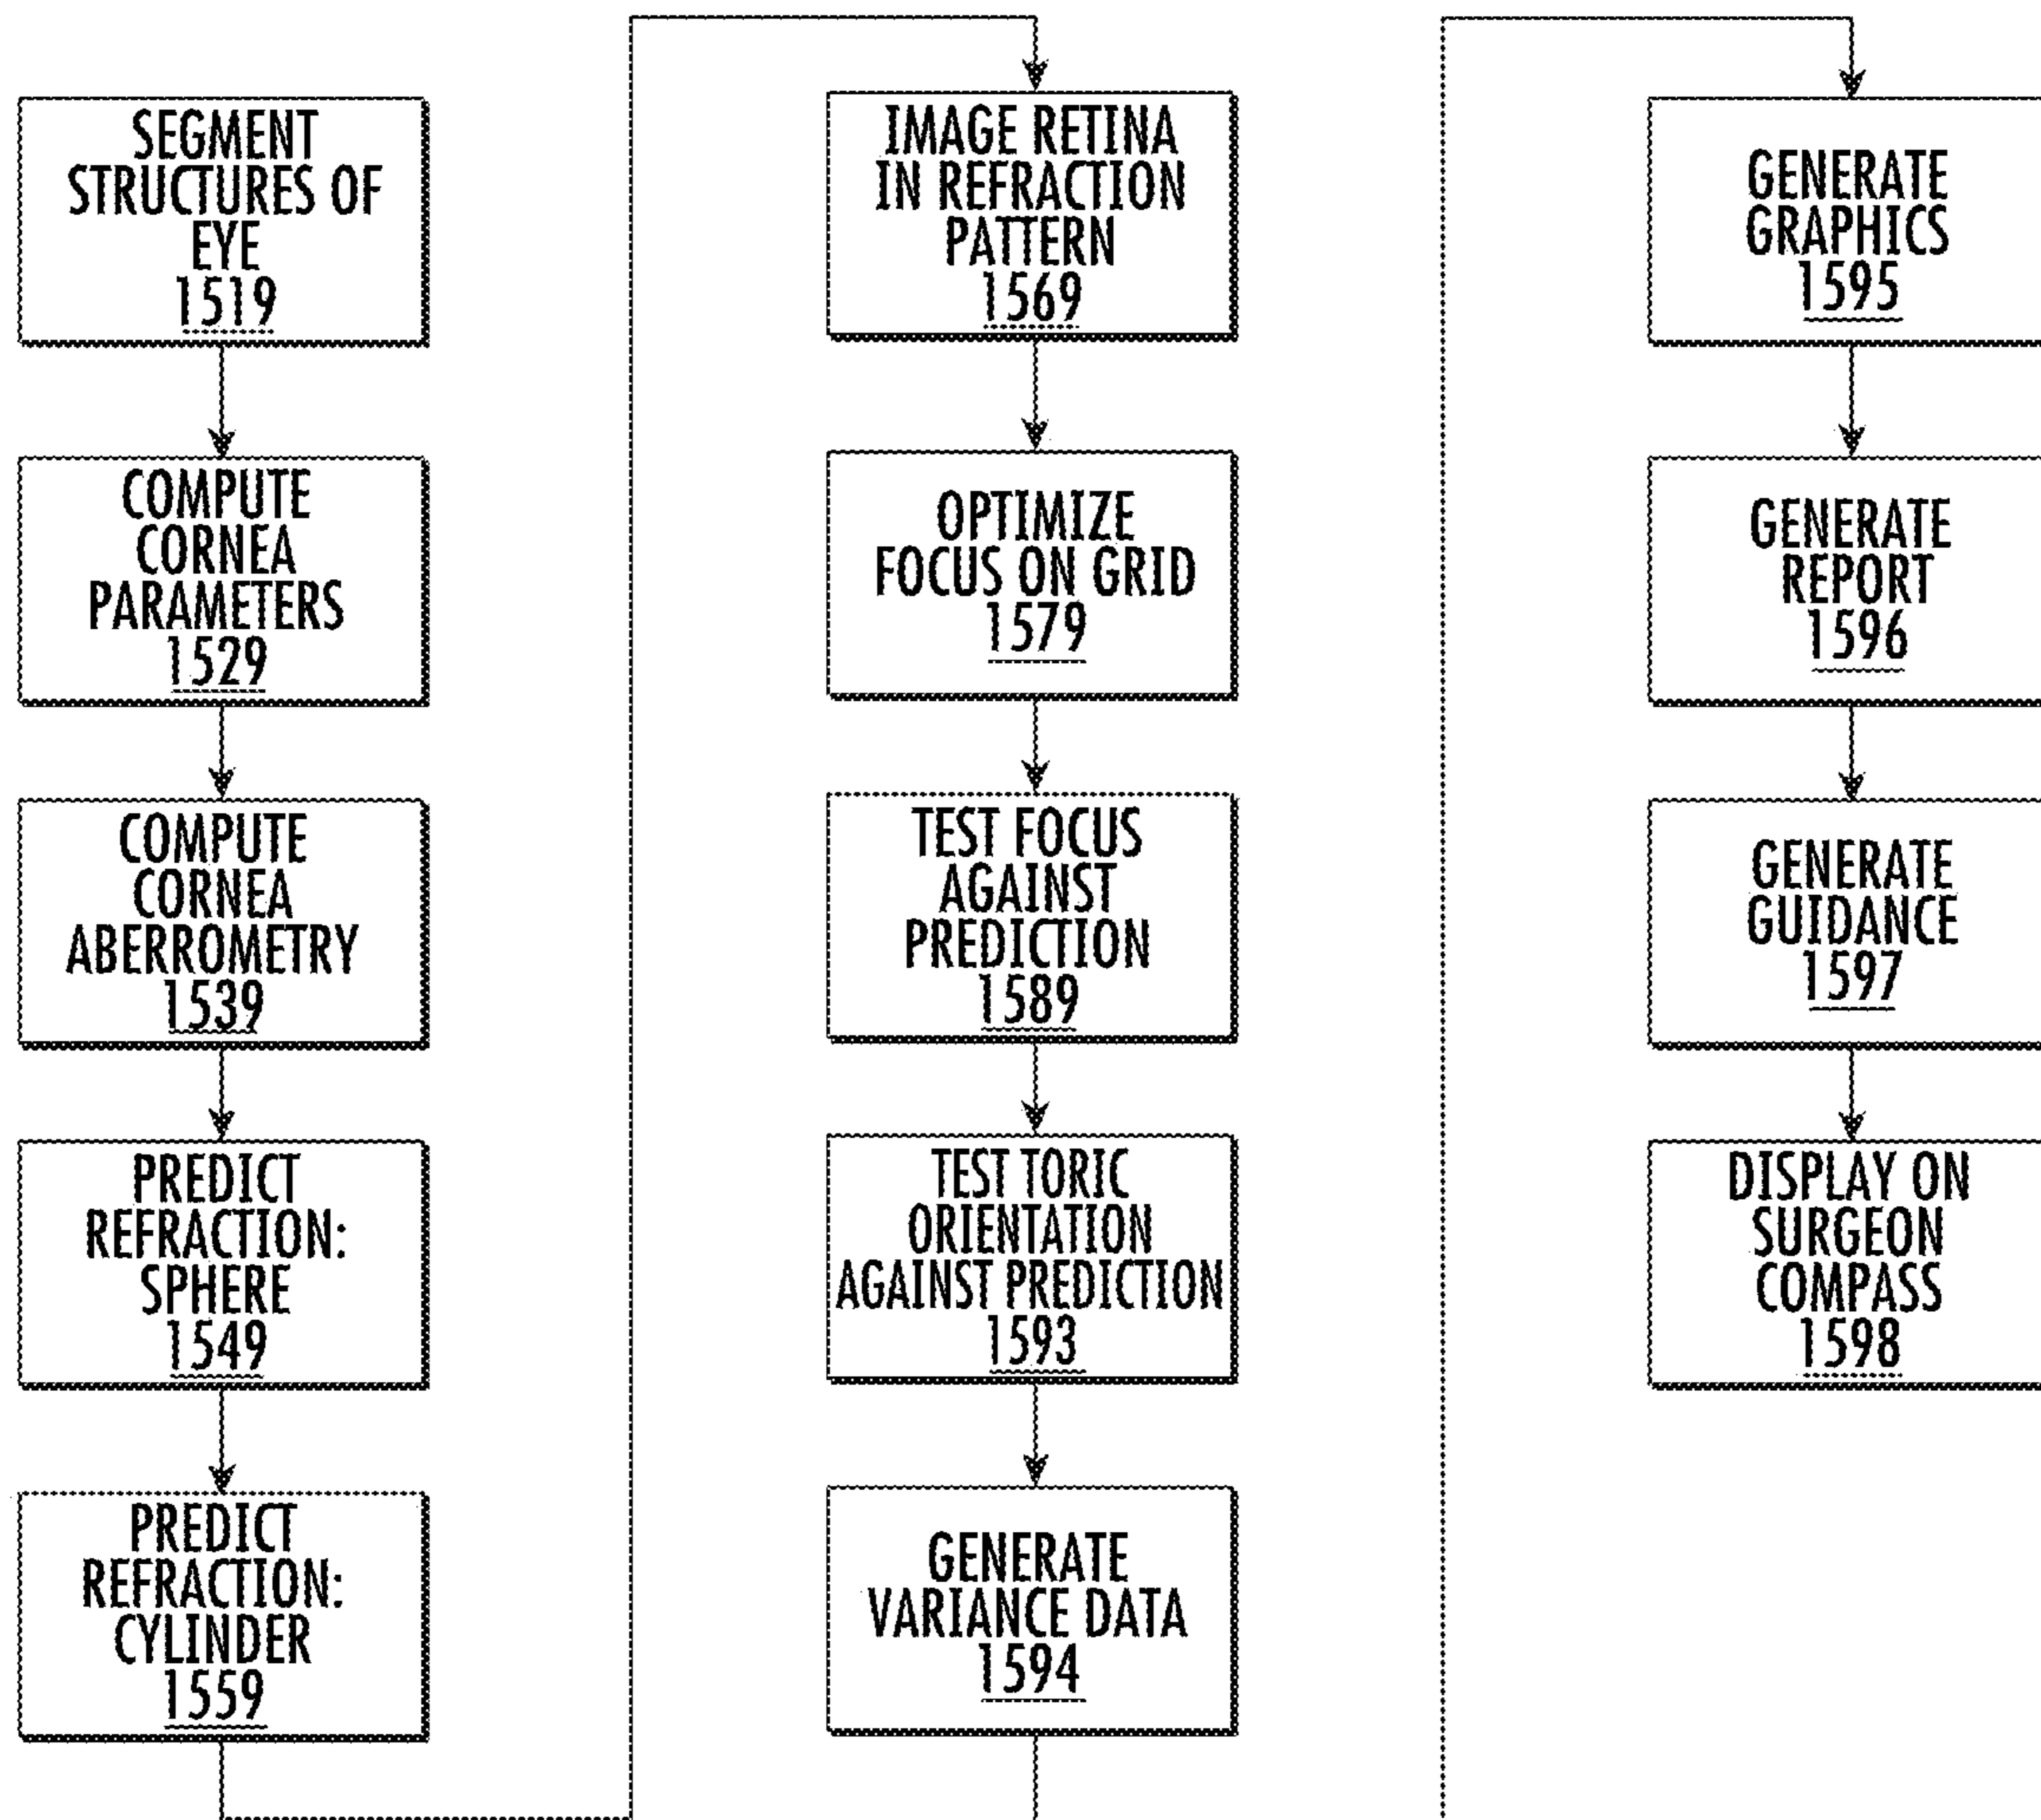 SEGMENT
STRUCTURES OF
EYE
1519
COMPUTE
CORNEA
PARAMETERS
1529
COMPUTE
CORNEA
ABERROMETRY
1539
PREDICT
REFRACTION:
SPHERE
1549
PREDICT
REFRACTION:
CYLINDER
1559
IMAGE RETINA
IN REFRACTION
PATTERN
1569
OPTIMIZE
FOCUS ON GRID
1579
TEST FOCUS
AGAINST
PREDICTION
1589
TEST TORIC
ORIENTATION
AGAINST PREDICTION
1593
GENERATE
VARIANCE DATA
1594
GENERATE
GRAPHICS
1595
GENERATE
REPORT
1596
GENERATE
GUIDANCE
1597
DISPLAY ON
SURGEON
COMPASS
1598